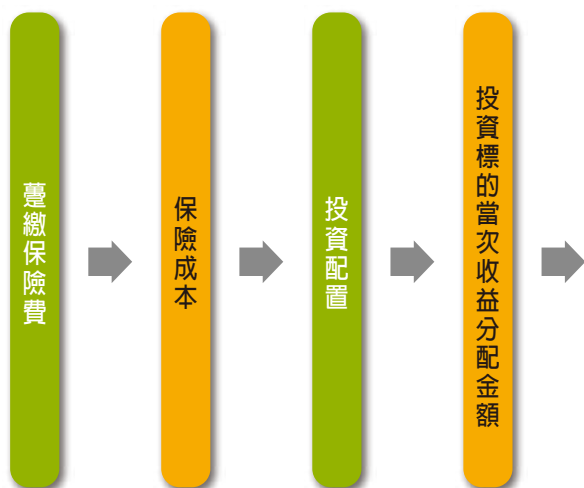 躉繳保險費
保險成本
投資配置
投資標的當次收益分配金額